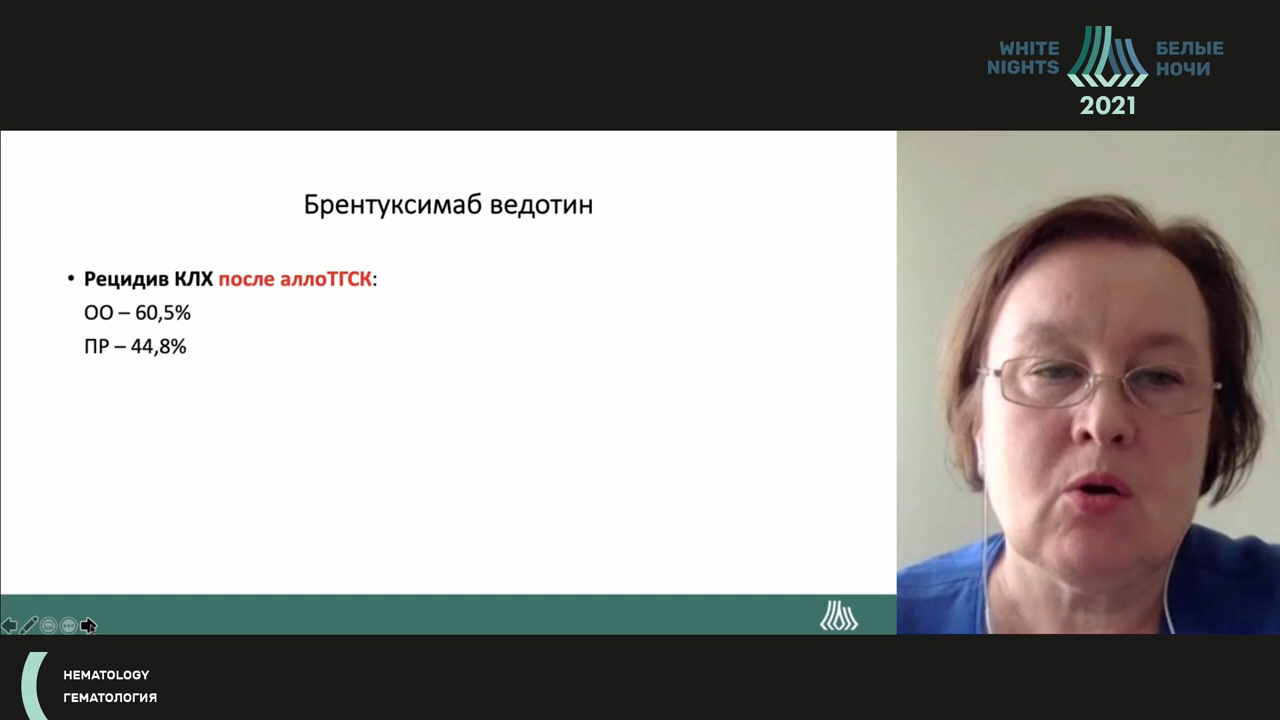 WHITE NIGHTS
БЕЛЫЕ НОЧИ
2021
Брентуксимаб ведотин
• Рецидив КЛХ после аллоТГСК:
ОО – 60,5%
ПР – 44,8%
HEMATOLOGY
ГЕМАТОЛОГИЯ